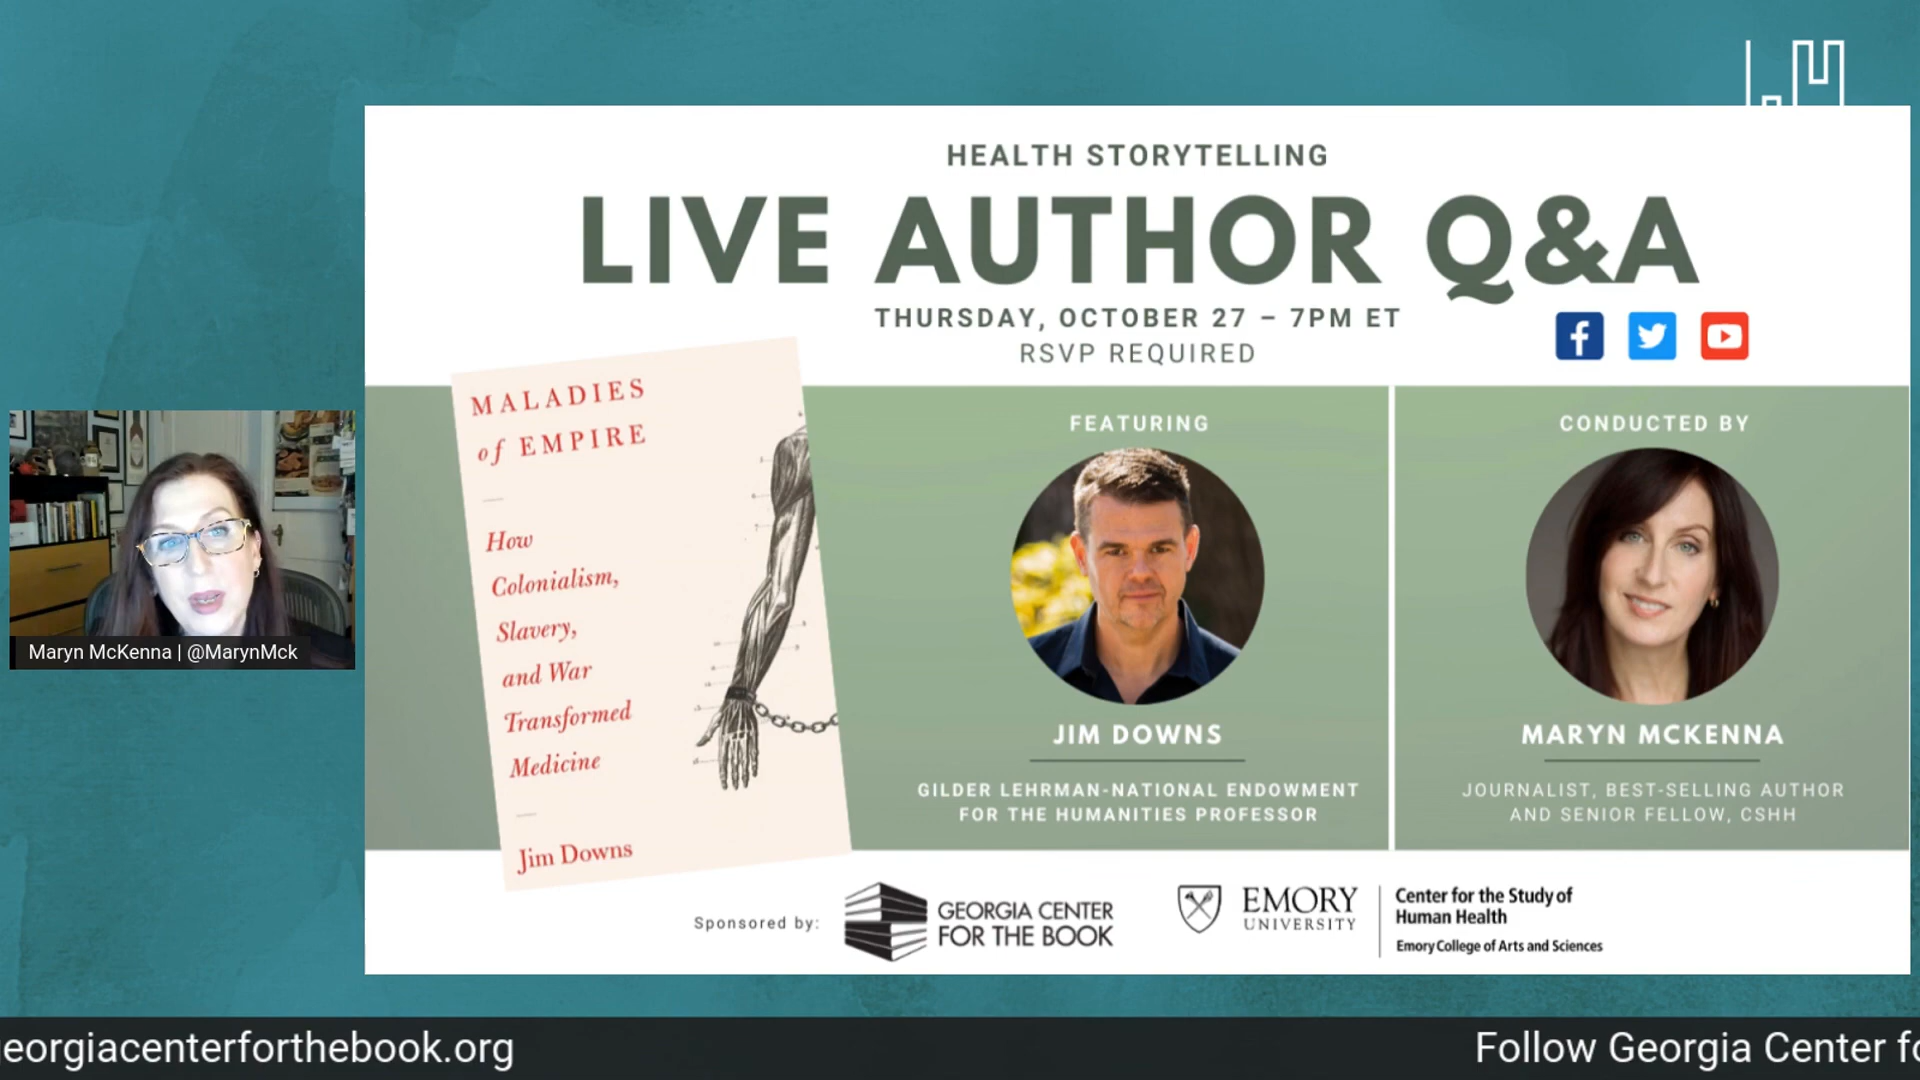 HEALTH STORYTELLING
LIVE AUTHOR Q&A
THURSDAY, OCTOBER 27 – 7PM ET
RSVP REQUIRED
MALADIES
of EMPIRE
How
Colonialism,
Slavery,
and War
Transformed
Medicine
Jim Downs
FEATURING
JIM DOWNS
GILDER LEHRMAN-NATIONAL ENDOWMENT
FOR THE HUMANITIES PROFESSOR
CONDUCTED BY
MARYN MCKENNA
JOURNALIST, BEST-SELLING AUTHOR
AND SENIOR FELLOW, CSHH
Maryn McKenna | @MarynMck
Sponsored by:
GEORGIA CENTER
FOR THE BOOK
EMORY
UNIVERSITY
Center for the Study of
Human Health
Emory College of Arts and Sciences
georgiacenterforthebook.org
Follow Georgia Center fo